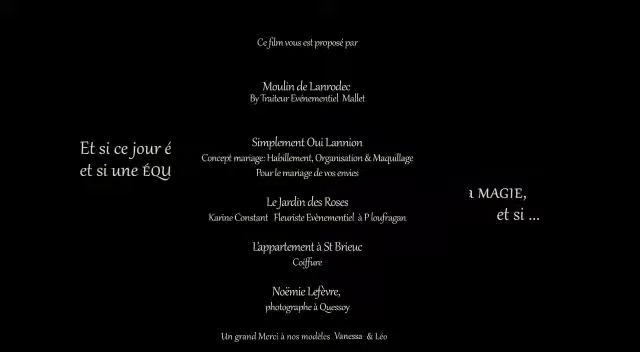 Ce film vous est proposé par
Moulin de Lanrodec
By Traiteur Evénementiel Mallet
Et si ce jour é
et si une ÉQU
Simplement Oui Lannion
Concept mariage: Habillement, Organisation & Maquillage
Pour le mariage de vos envies
MAGIE,
et si ...
Le Jardin des Roses
Karine Constant Fleuriste Evènementiel à P loufragan
L'appartement à St Brieuc
Coiffure
Noëmie Lefèvre,
photographe à Quessoy
Un grand Merci à nos modèles Vanessa & Léo